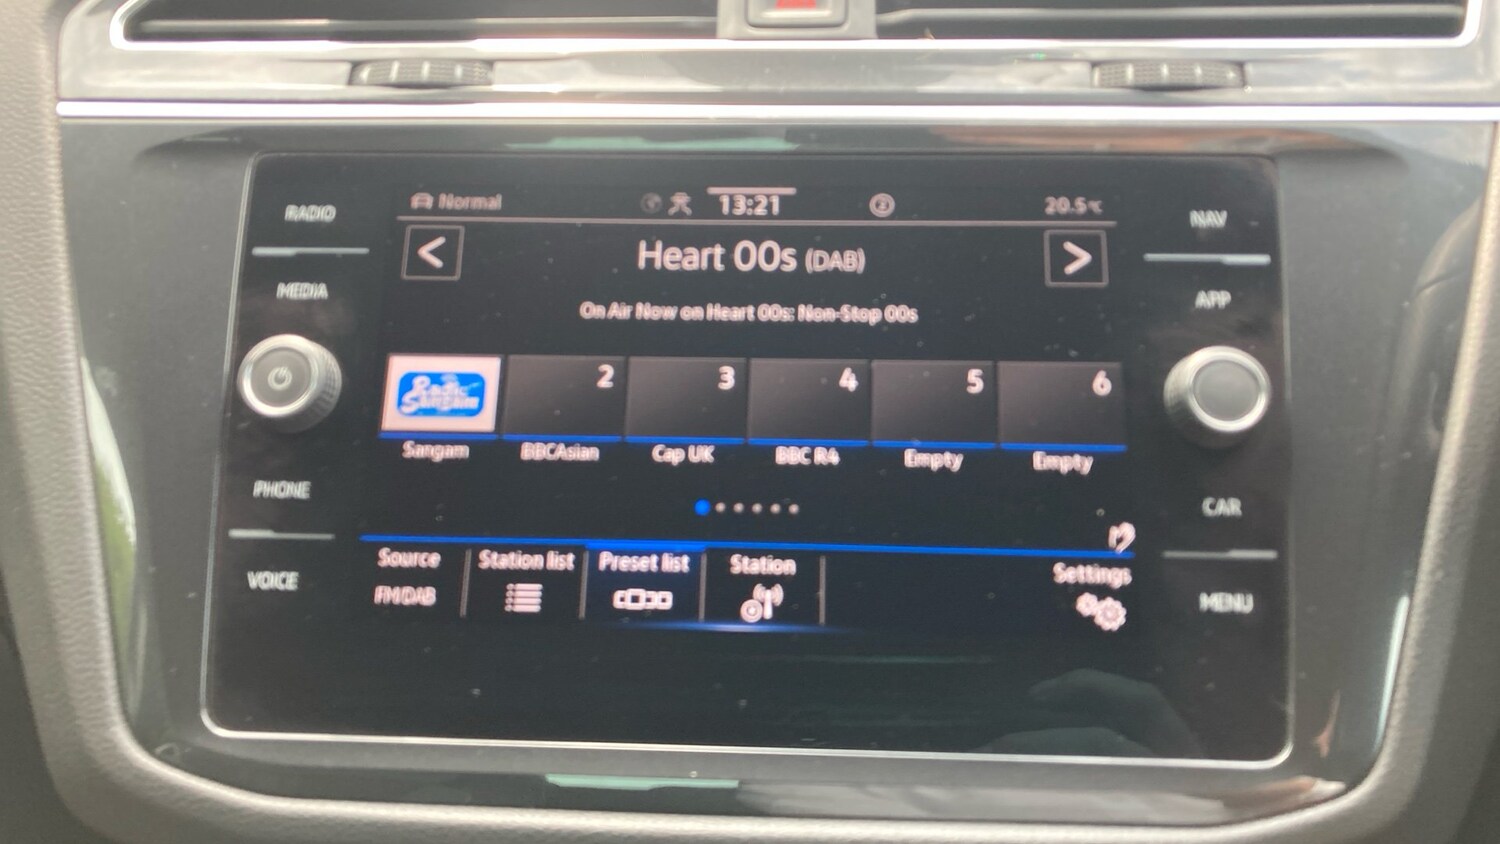 Normal 13:21 20.5°C
RADIO
MEDIA
PHONE
VOICE
Heart 00s (DAB)
On Air Now on Heart 00s: Non-Stop 00s
Radio
Sangam
2 3 4 5 6
Sangam BBCAsian Cap UK BBC R4 Empty Empty
Source Station list Preset list Station Settings
FM/DAB
NAV
APP
CAR
MENU